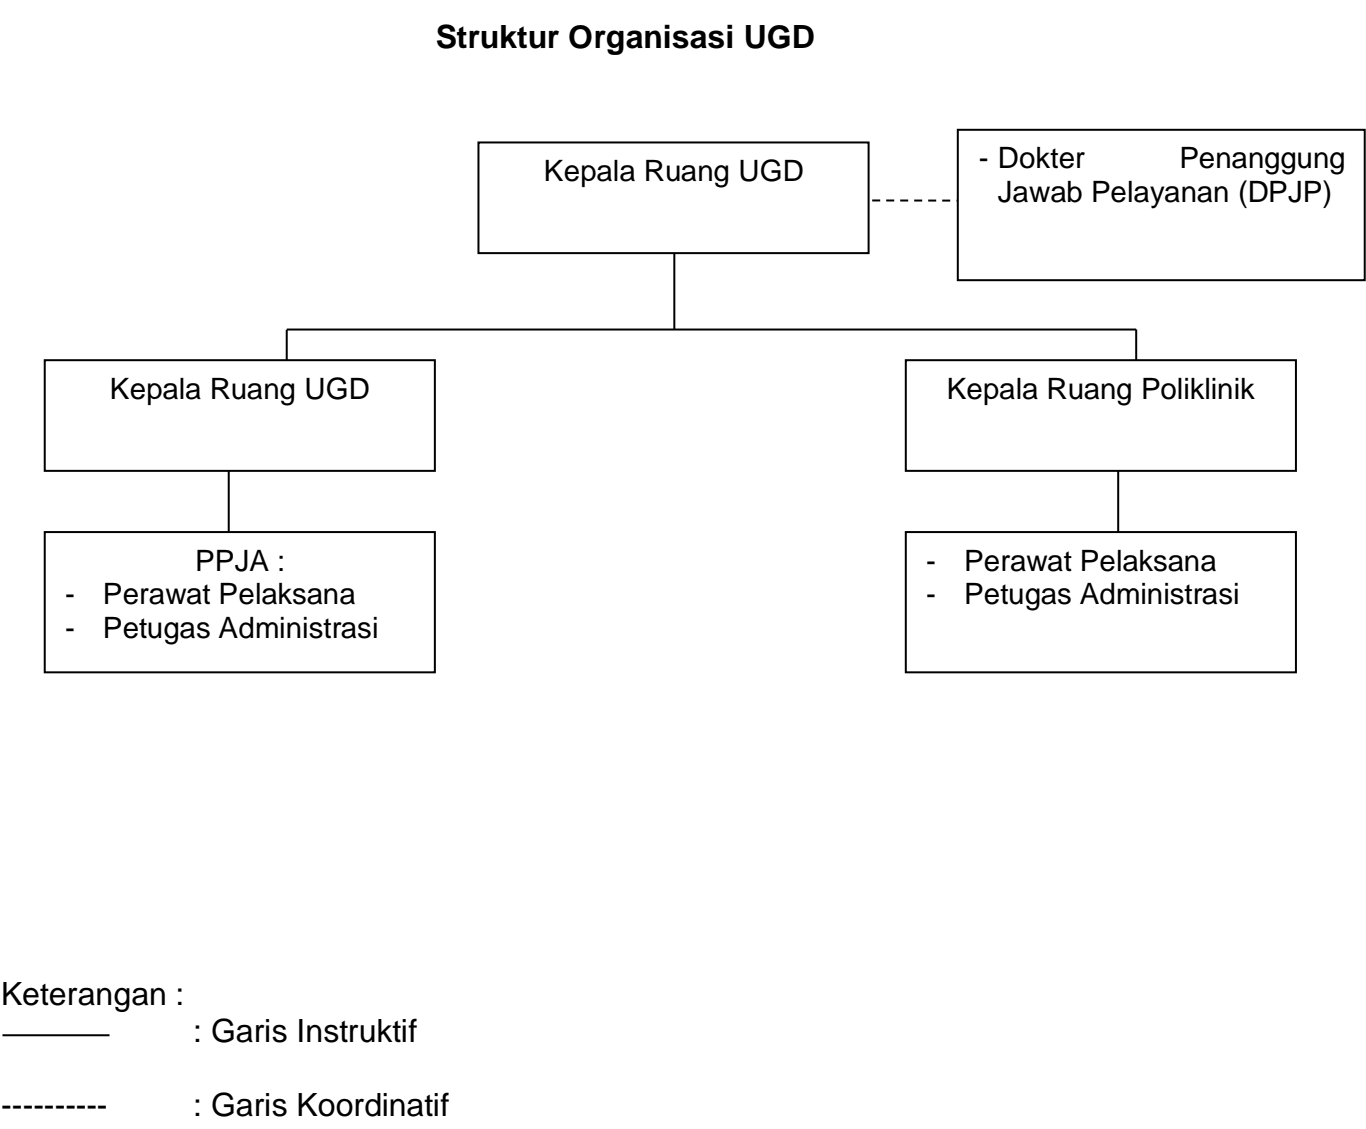 Struktur Organisasi UGD
Kepala Ruang UGD
- Dokter Penanggung
Jawab Pelayanan (DPJP)
Kepala Ruang UGD
Kepala Ruang Poliklinik
PPJA :
- Perawat Pelaksana
- Petugas Administrasi
- Perawat Pelaksana
- Petugas Administrasi
Keterangan :
: Garis Instruktif
---------- : Garis Koordinatif